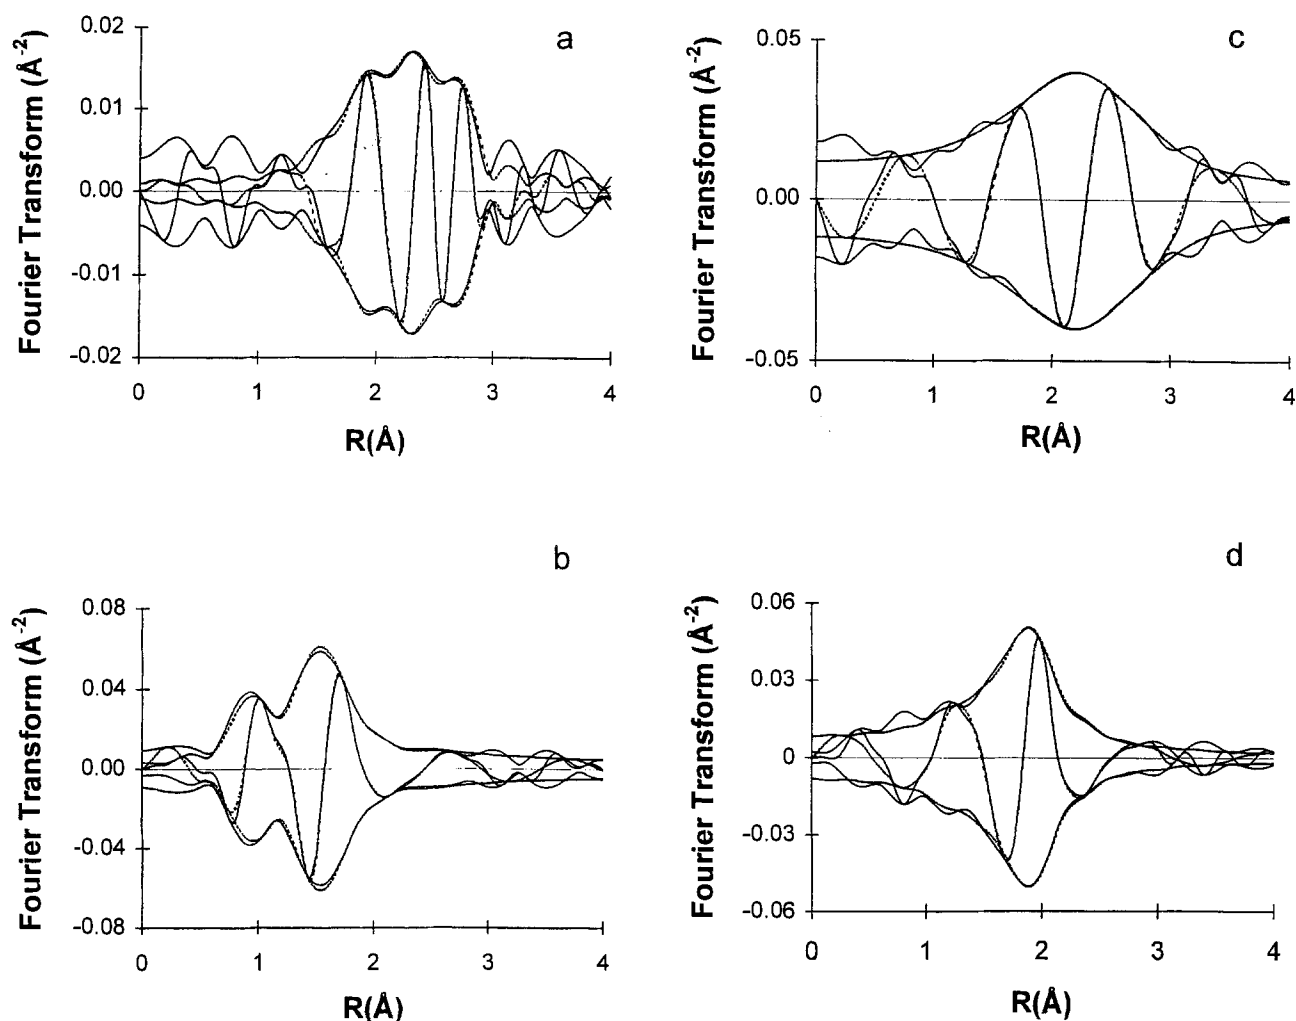 a
Fourier Transform (Å⁻²)
0.02
0.01
0.00
-0.01
-0.02
0 1 2 3 4
R(Å)
c
Fourier Transform (Å⁻²)
0.05
0.00
-0.05
0 1 2 3 4
R(Å)
b
Fourier Transform (Å⁻²)
0.08
0.04
0.00
-0.04
-0.08
0 1 2 3 4
R(Å)
d
Fourier Transform (Å⁻²)
0.06
0.03
0
-0.03
-0.06
0 1 2 3 4
R(Å)